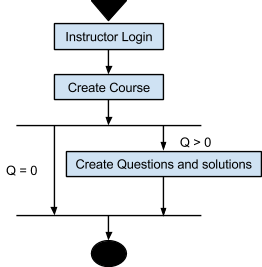 Instructor Login
Create Course
Q > 0
Q = 0
Create Questions and solutions